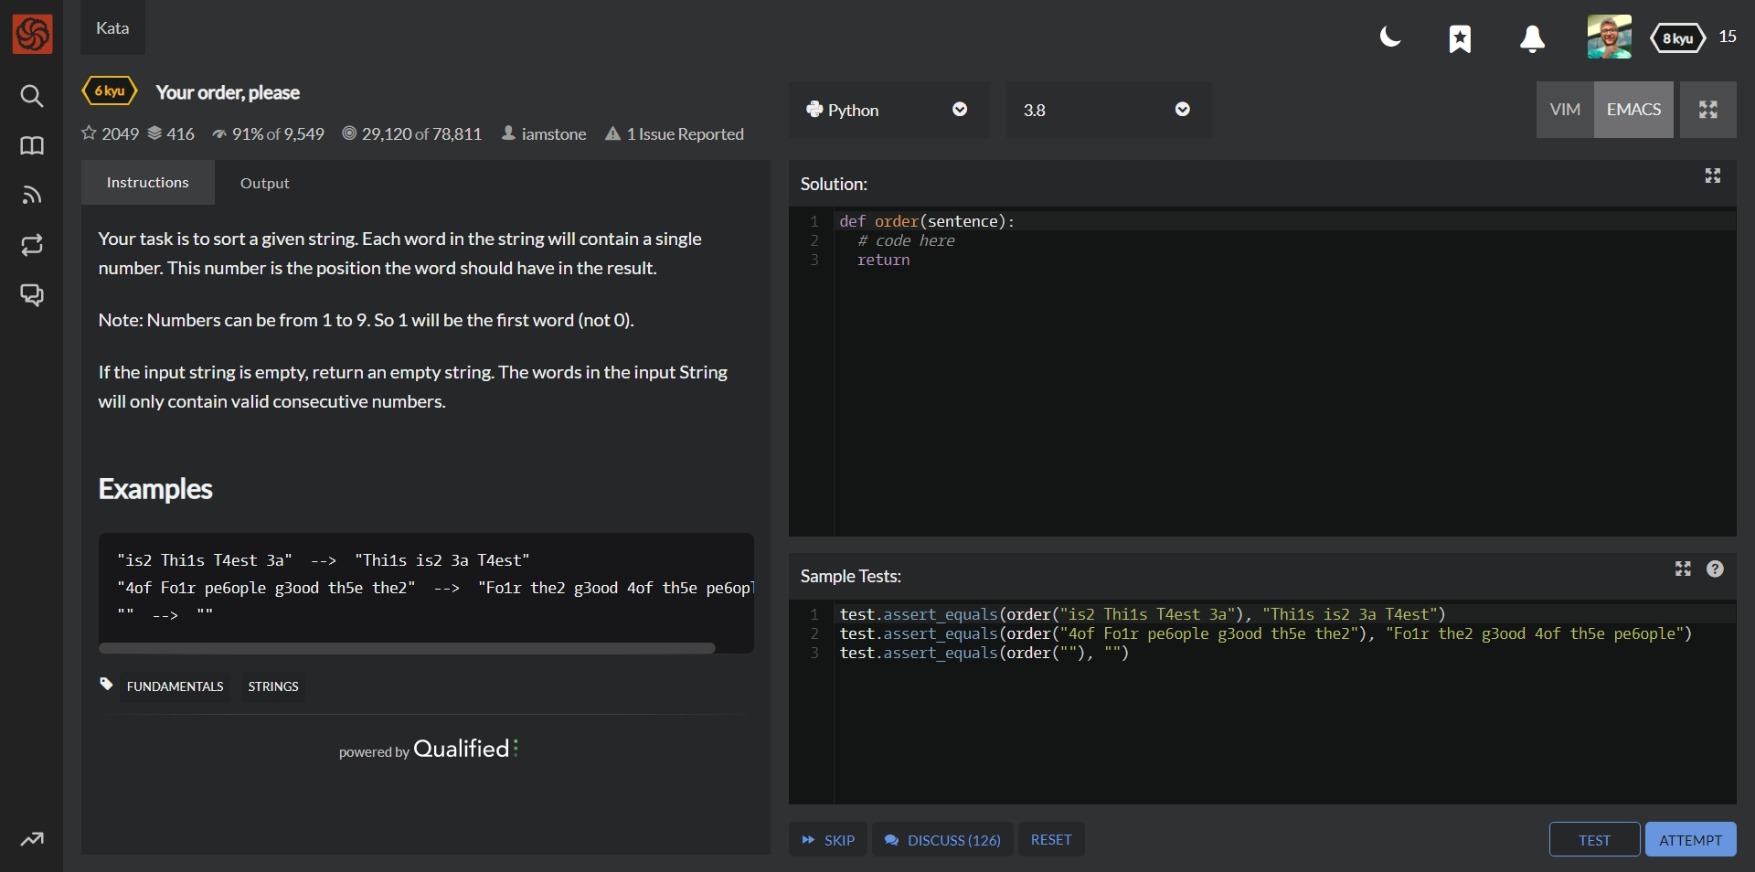 Kata
8 kyu
15
6 kyu
Your order, please
2049 416 91% of 9,549 29,120 of 78,811 iamstone 1 Issue Reported
Python
3.8
VIM
EMACS
Instructions
Output
Your task is to sort a given string. Each word in the string will contain a single
number. This number is the position the word should have in the result.
Note: Numbers can be from 1 to 9. So 1 will be the first word (not 0).
If the input string is empty, return an empty string. The words in the input String
will only contain valid consecutive numbers.
Examples
"is2 Thi1s T4est 3a"  -->  "Thi1s is2 3a T4est"
"4of Fo1r pe6ople g3ood th5e the2"  -->  "Fo1r the2 g3ood 4of th5e pe6opl
""  -->  ""
FUNDAMENTALS
STRINGS
powered by Qualified
Solution:
1 def order(sentence):
2   # code here
3   return
Sample Tests:
1 test.assert_equals(order("is2 Thi1s T4est 3a"), "Thi1s is2 3a T4est")
2 test.assert_equals(order("4of Fo1r pe6ople g3ood th5e the2"), "Fo1r the2 g3ood 4of th5e pe6ople")
3 test.assert_equals(order(""), "")
SKIP
DISCUSS (126)
RESET
TEST
ATTEMPT